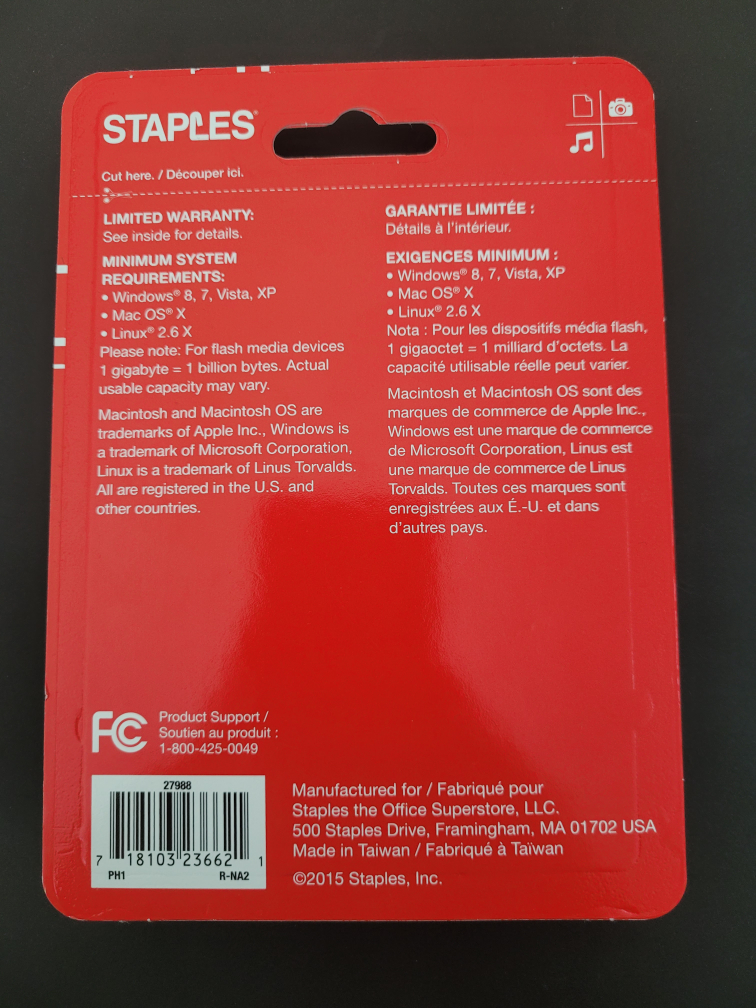 STAPLES
Cut here. / Découper ici.
LIMITED WARRANTY:
See inside for details.
MINIMUM SYSTEM
REQUIREMENTS:
• Windows® 8, 7, Vista, XP
• Mac OS® X
• Linux® 2.6 X
Please note: For flash media devices
1 gigabyte = 1 billion bytes. Actual
usable capacity may vary.
Macintosh and Macintosh OS are
trademarks of Apple Inc., Windows is
a trademark of Microsoft Corporation,
Linux is a trademark of Linus Torvalds.
All are registered in the U.S. and
other countries.
GARANTIE LIMITÉE :
Détails à l'intérieur.
EXIGENCES MINIMUM :
• Windows® 8, 7, Vista, XP
• Mac OS® X
• Linux® 2.6 X
Nota : Pour les dispositifs média flash,
1 gigaoctet = 1 milliard d'octets. La
capacité utilisable réelle peut varier.
Macintosh et Macintosh OS sont des
marques de commerce de Apple Inc.,
Windows est une marque de commerce
de Microsoft Corporation, Linus est
une marque de commerce de Linus
Torvalds. Toutes ces marques sont
enregistrées aux É.-U. et dans
d'autres pays.
FC
Product Support /
Soutien au produit :
1-800-425-0049
27988
7 18103 23662 1
PH1 R-NA2
Manufactured for / Fabriqué pour
Staples the Office Superstore, LLC.
500 Staples Drive, Framingham, MA 01702 USA
Made in Taiwan / Fabriqué à Taïwan
©2015 Staples, Inc.